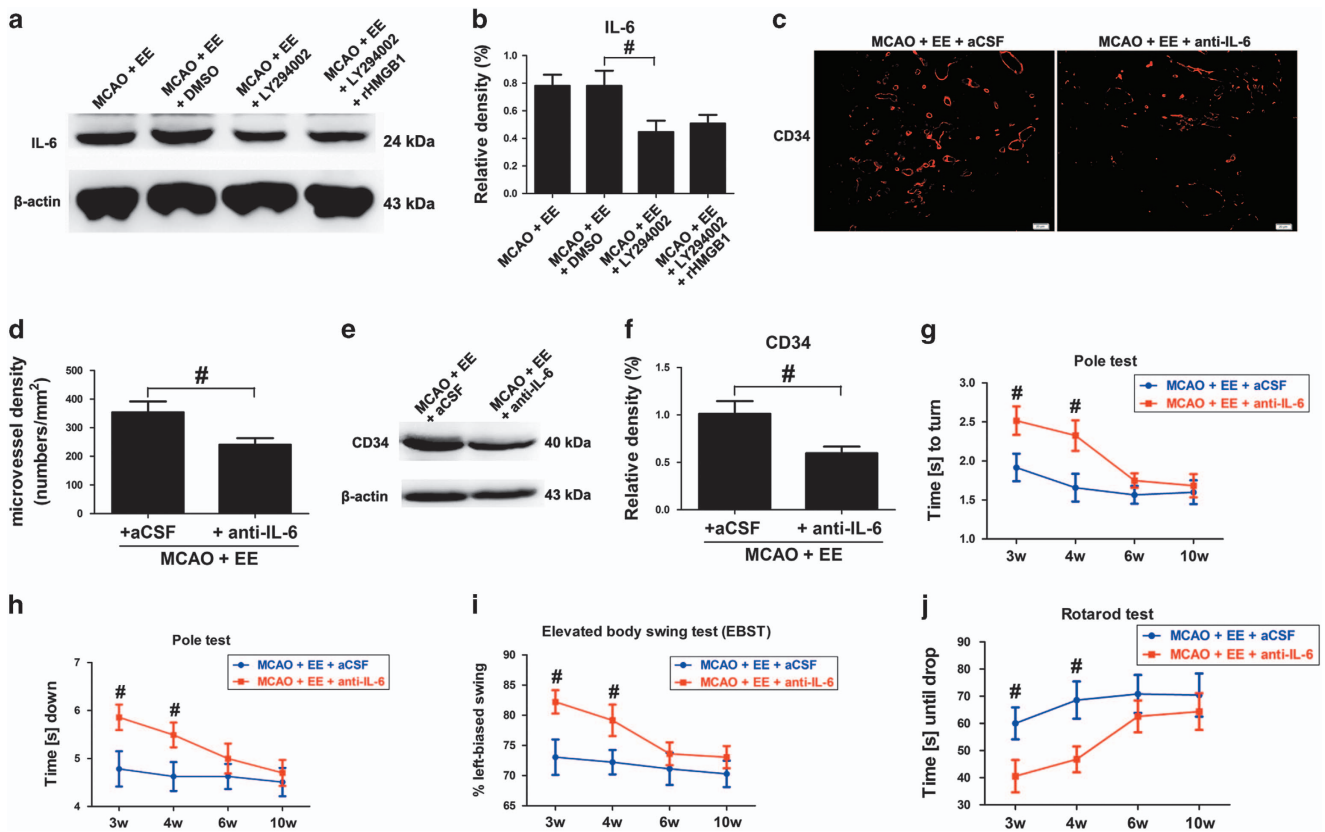 a
MCAO + EE
MCAO + EE
+ DMSO
MCAO + EE
+ LY294002
MCAO + EE
+ LY294002
+ rHMGB1
IL-6
24 kDa
β-actin
43 kDa
b
IL-6
#
Relative density (%)
0.0
0.2
0.4
0.6
0.8
1.0
MCAO + EE
MCAO + EE
+ DMSO
MCAO + EE
+ LY294002
MCAO + EE
+ LY294002
+ rHMGB1
c
MCAO + EE + aCSF
MCAO + EE + anti-IL-6
CD34
d
microvessel density
(numbers/mm²)
500
400
300
200
100
0
#
+aCSF
+ anti-IL-6
MCAO + EE
e
MCAO + EE
+ aCSF
MCAO + EE
+ anti-IL-6
CD34
40 kDa
β-actin
43 kDa
f
CD34
Relative density (%)
1.5
1.0
0.5
0.0
#
+aCSF
+ anti-IL-6
MCAO + EE
g
Pole test
MCAO + EE + aCSF
MCAO + EE + anti-IL-6
Time [s] to turn
3.0
2.5
2.0
1.5
1.0
#
#
3w
4w
6w
10w
h
Pole test
MCAO + EE + aCSF
MCAO + EE + anti-IL-6
Time [s] down
7
6
5
4
#
#
3w
4w
6w
10w
i
Elevated body swing test (EBST)
MCAO + EE + aCSF
MCAO + EE + anti-IL-6
% left-biased swing
90
85
80
75
70
65
#
#
3w
4w
6w
10w
j
Rotarod test
MCAO + EE + aCSF
MCAO + EE + anti-IL-6
Time [s] until drop
90
80
70
60
50
40
30
#
#
3w
4w
6w
10w